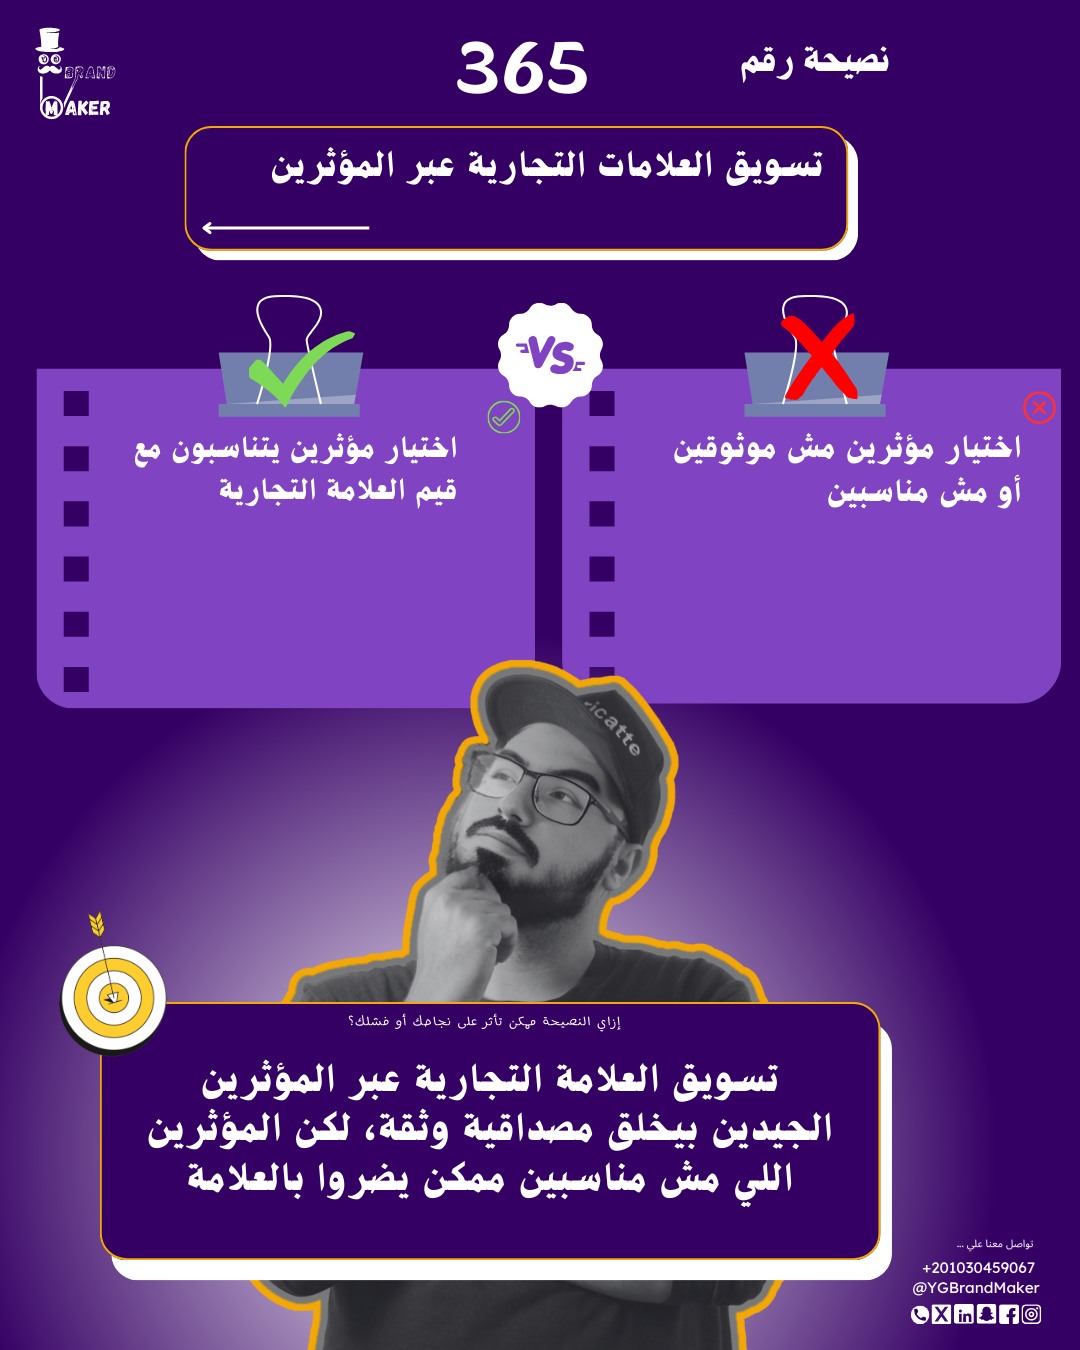 BRAND
MAKER
نصيحة رقم
365
تسويق العلامات التجارية عبر المؤثرين
VS
اختيار مؤثرين مش موثوقين
أو مش مناسبين
اختيار مؤثرين يتناسبون مع
قيم العلامة التجارية
icatte
إزاي النصيحة ممكن تأثر على نجاحك أو فشلك؟
تسويق العلامة التجارية عبر المؤثرين
الجيدين بيخلق مصداقية وثقة، لكن المؤثرين
اللي مش مناسبين ممكن يضروا بالعلامة
تواصل معنا علي ...
+201030459067
@YGBrandMaker